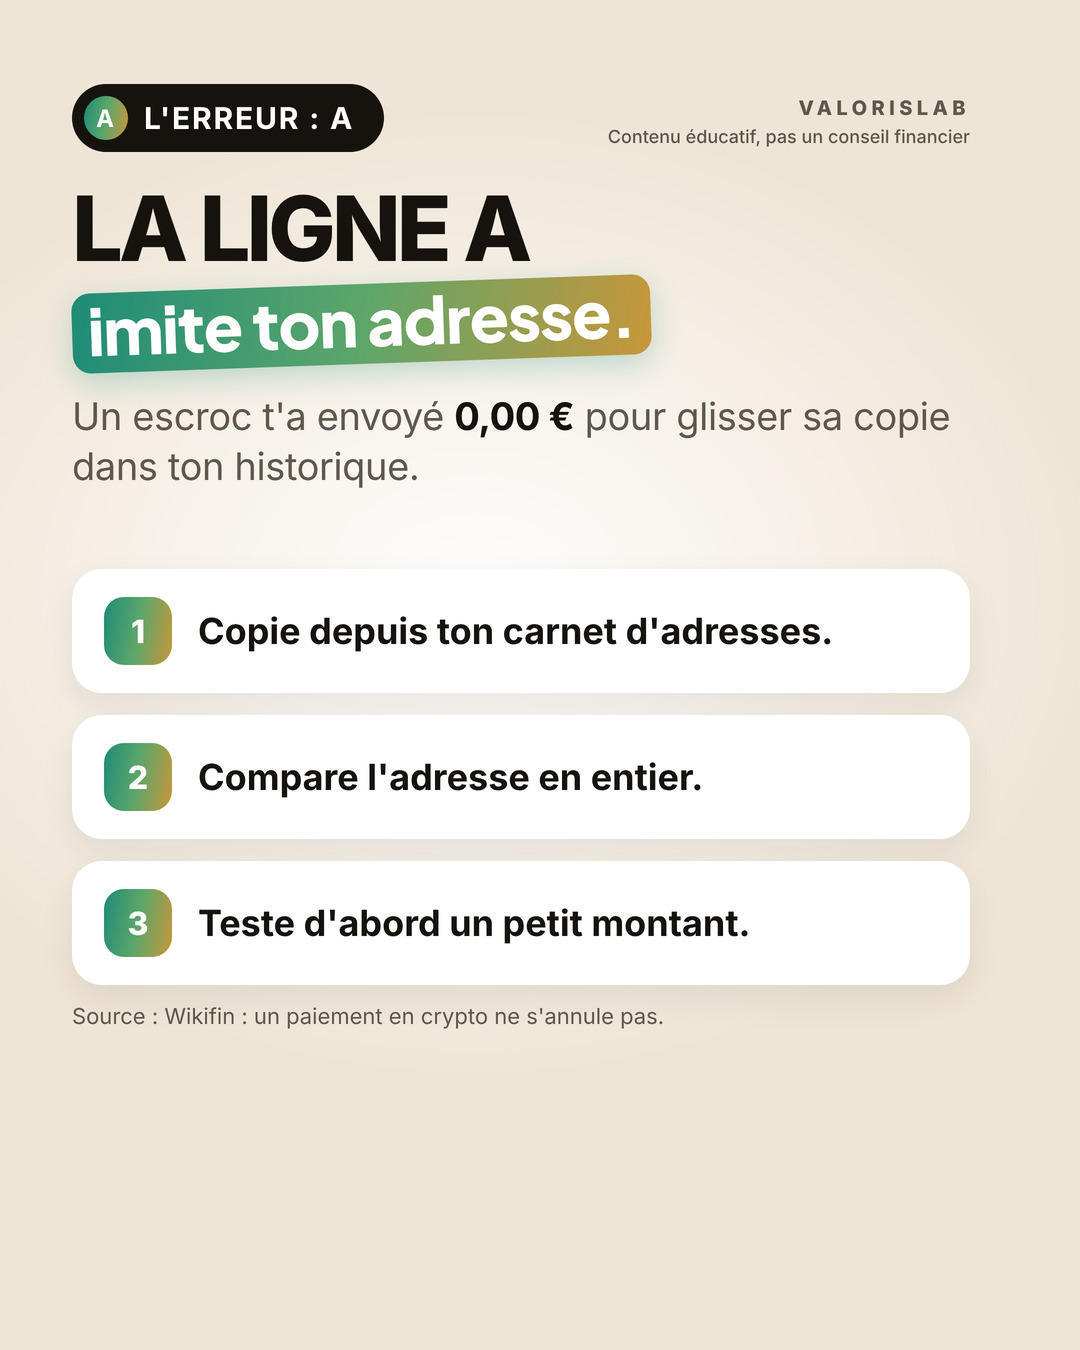 A L'ERREUR : A
VALORISLAB
Contenu éducatif, pas un conseil financier
LA LIGNE A
imite ton adresse.
Un escroc t'a envoyé 0,00 € pour glisser sa copie
dans ton historique.
1 Copie depuis ton carnet d'adresses.
2 Compare l'adresse en entier.
3 Teste d'abord un petit montant.
Source : Wikifin : un paiement en crypto ne s'annule pas.